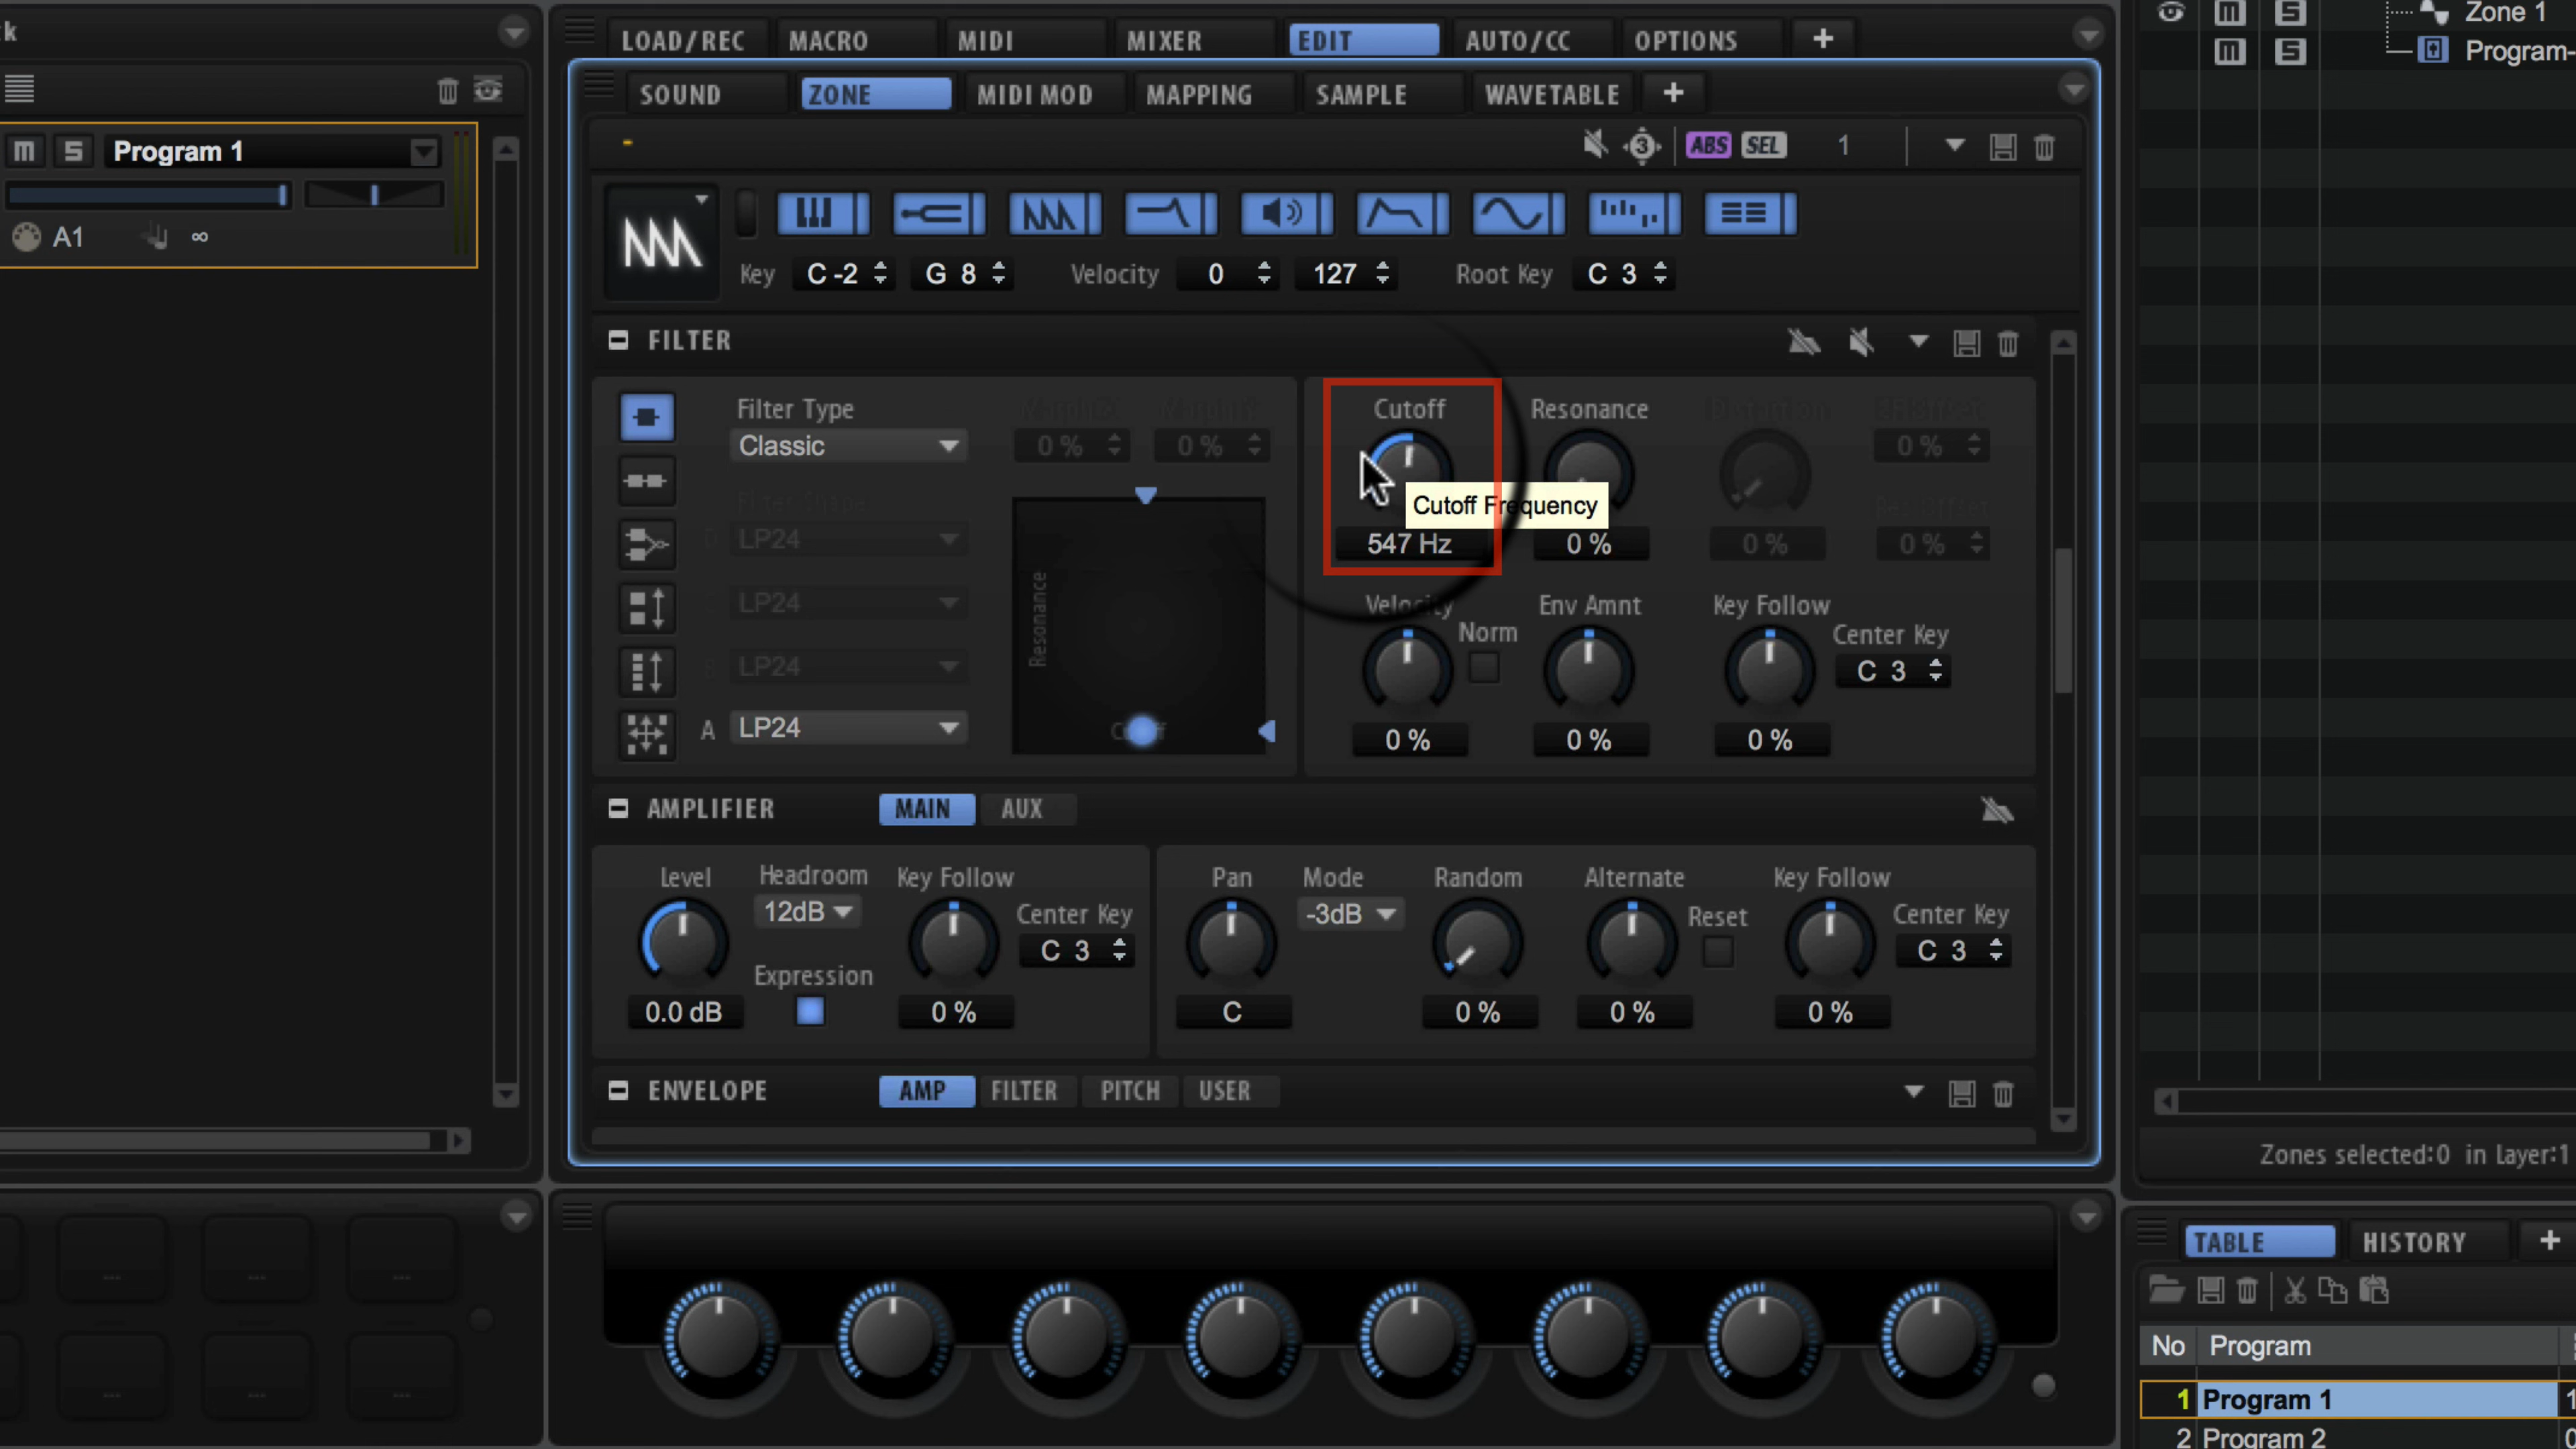 k
LOAD/REC MACRO MIDI MIXER EDIT AUTO/CC OPTIONS +
SOUND ZONE MIDI MOD MAPPING SAMPLE WAVETABLE +
M S Program 1
A1 ∞
3 ABS SEL 1
Key C -2 G 8 Velocity 0 127 Root Key C 3
FILTER
Filter Type
Classic
0 % 0 %
D LP24
LP24
B LP24
A LP24
Resonance
Cutoff
Cutoff Resonance Distortion
Cutoff Frequency
547 Hz 0 % 0 % 0 %
0 %
Velocity Norm Env Amnt Key Follow Center Key
C 3
0 % 0 % 0 %
AMPLIFIER MAIN AUX
Level Headroom Key Follow Center Key Pan Mode Random Alternate Reset Key Follow Center Key
12dB C 3 -3dB C 3
Expression
0.0 dB 0 % C 0 % 0 % 0 %
ENVELOPE AMP FILTER PITCH USER
M S Zone 1
M S Program-
Zones selected:0 in Layer:1
TABLE HISTORY +
No Program
1 Program 1
2 Program 2
--- --- ---
--- --- ---